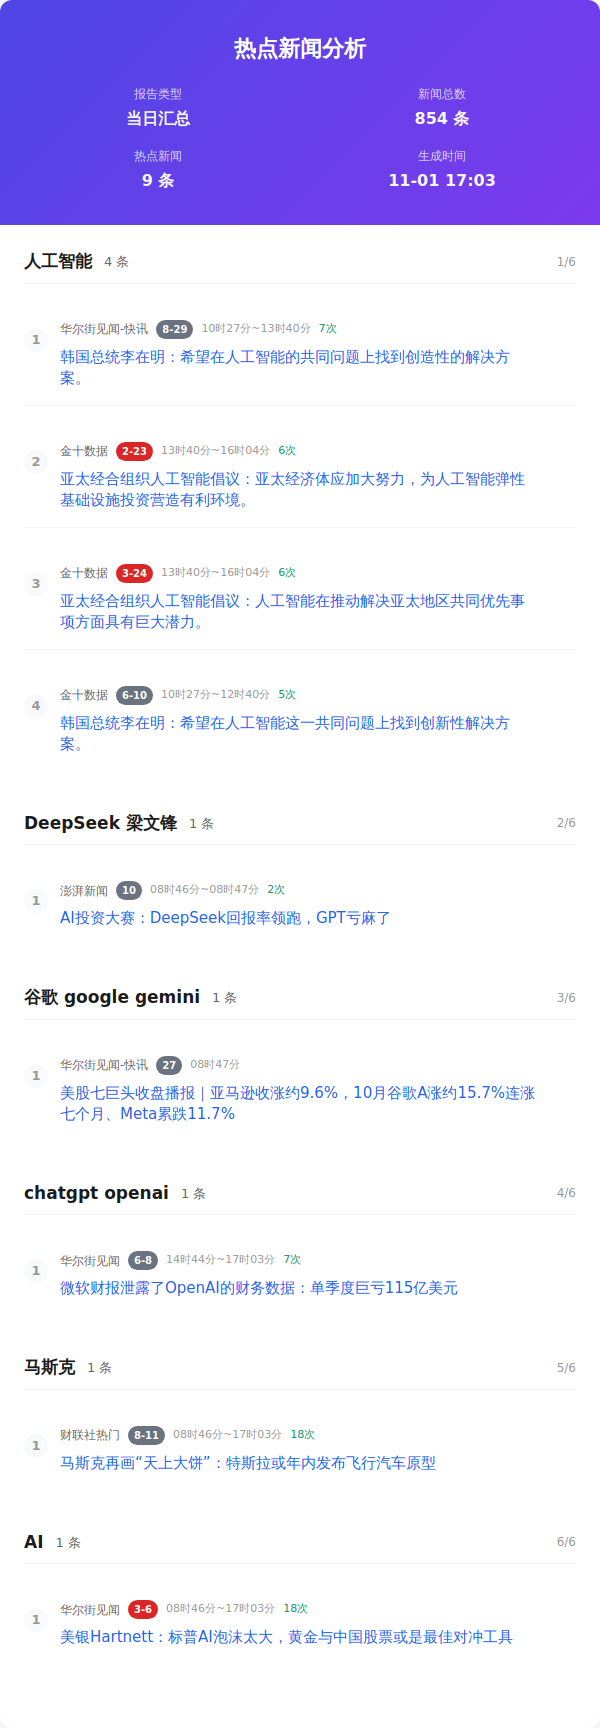 热点新闻分析
报告类型
当日汇总
新闻总数
854 条
热点新闻
9 条
生成时间
11-01 17:03
人工智能 4 条 1/6
1
华尔街见闻-快讯 8-29 10时27分~13时40分 7次
韩国总统李在明：希望在人工智能的共同问题上找到创造性的解决方
案。
2
金十数据 2-23 13时40分~16时04分 6次
亚太经合组织人工智能倡议：亚太经济体应加大努力，为人工智能弹性
基础设施投资营造有利环境。
3
金十数据 3-24 13时40分~16时04分 6次
亚太经合组织人工智能倡议：人工智能在推动解决亚太地区共同优先事
项方面具有巨大潜力。
4
金十数据 6-10 10时27分~12时40分 5次
韩国总统李在明：希望在人工智能这一共同问题上找到创新性解决方
案。
DeepSeek 梁文锋 1 条 2/6
1
澎湃新闻 10 08时46分~08时47分 2次
AI投资大赛：DeepSeek回报率领跑，GPT亏麻了
谷歌 google gemini 1 条 3/6
1
华尔街见闻-快讯 27 08时47分
美股七巨头收盘播报｜亚马逊收涨约9.6%，10月谷歌A涨约15.7%连涨
七个月、Meta累跌11.7%
chatgpt openai 1 条 4/6
1
华尔街见闻 6-8 14时44分~17时03分 7次
微软财报泄露了OpenAI的财务数据：单季度巨亏115亿美元
马斯克 1 条 5/6
1
财联社热门 8-11 08时46分~17时03分 18次
马斯克再画“天上大饼”：特斯拉或年内发布飞行汽车原型
AI 1 条 6/6
1
华尔街见闻 3-6 08时46分~17时03分 18次
美银Hartnett：标普AI泡沫太大，黄金与中国股票或是最佳对冲工具